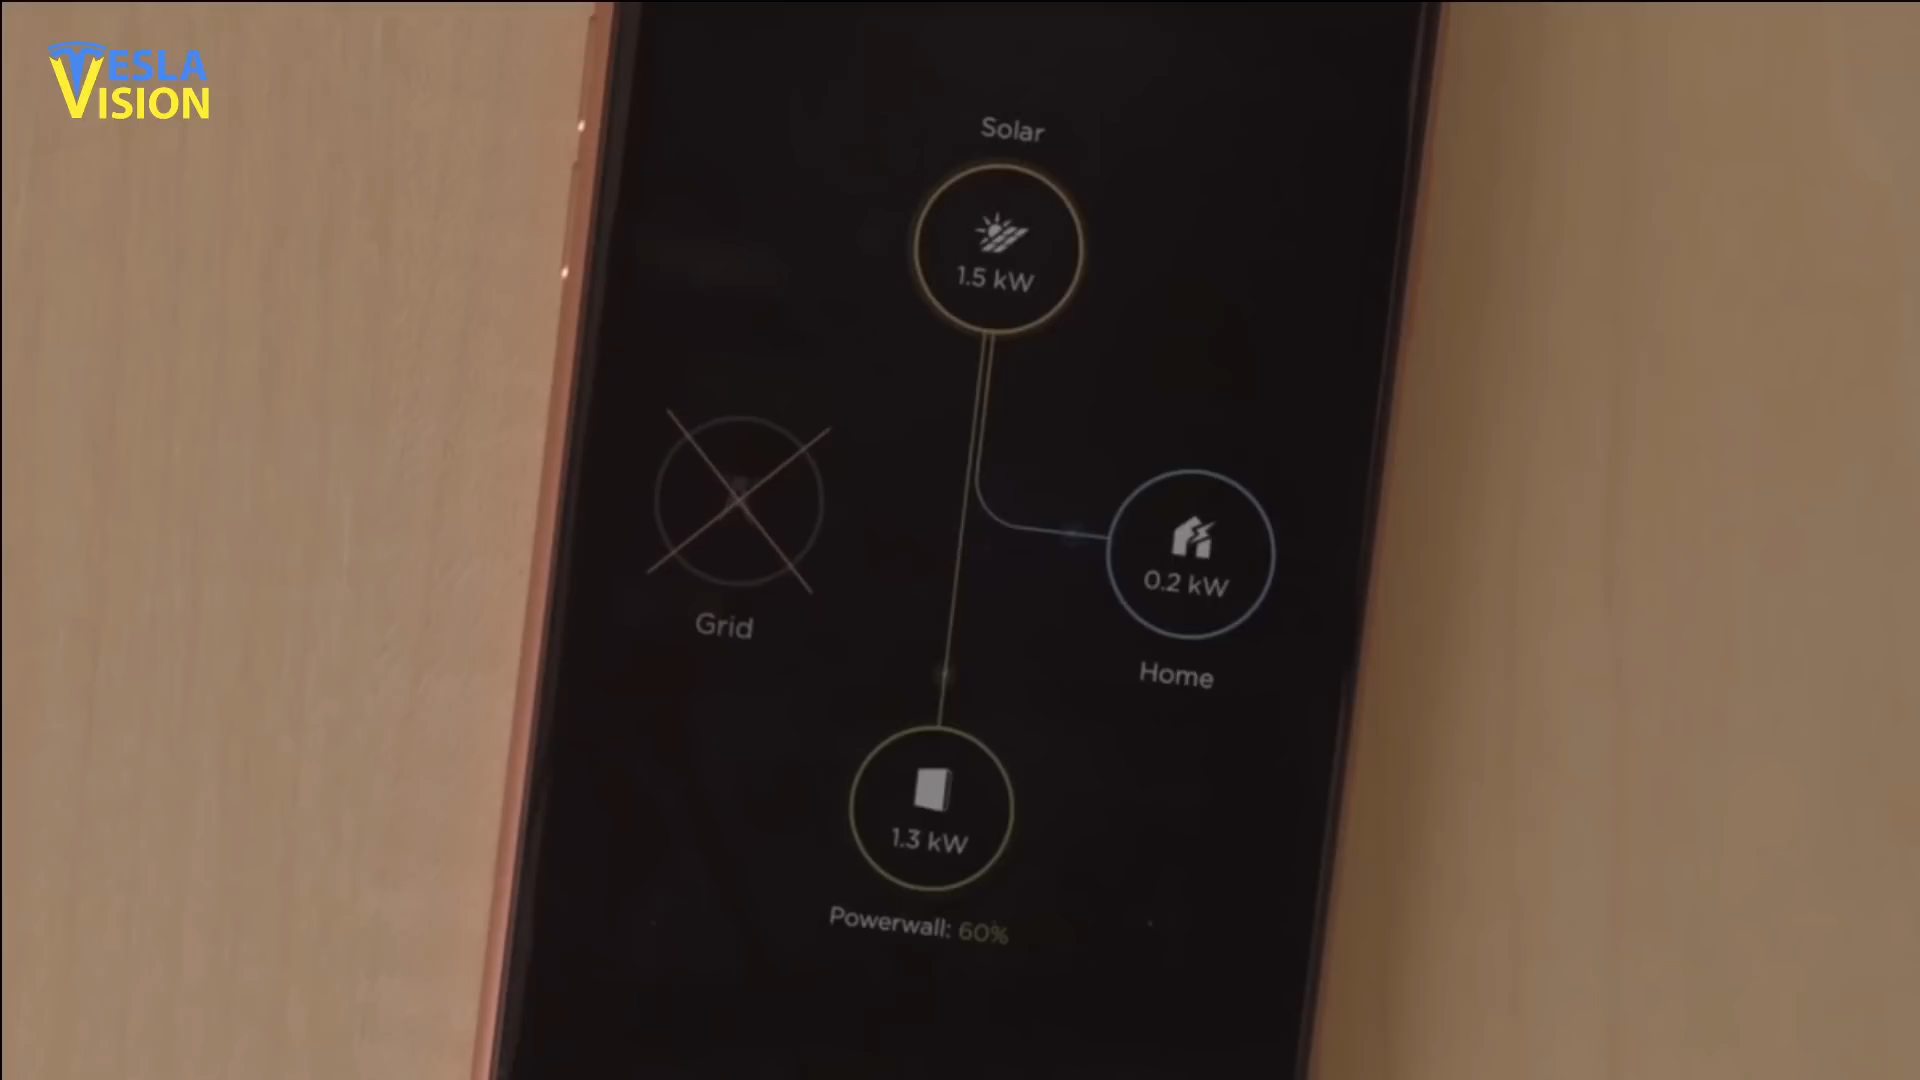 TESLA
VISION
Solar
1.5 kW
Grid
0.2 kW
Home
1.3 kW
Powerwall: 60%